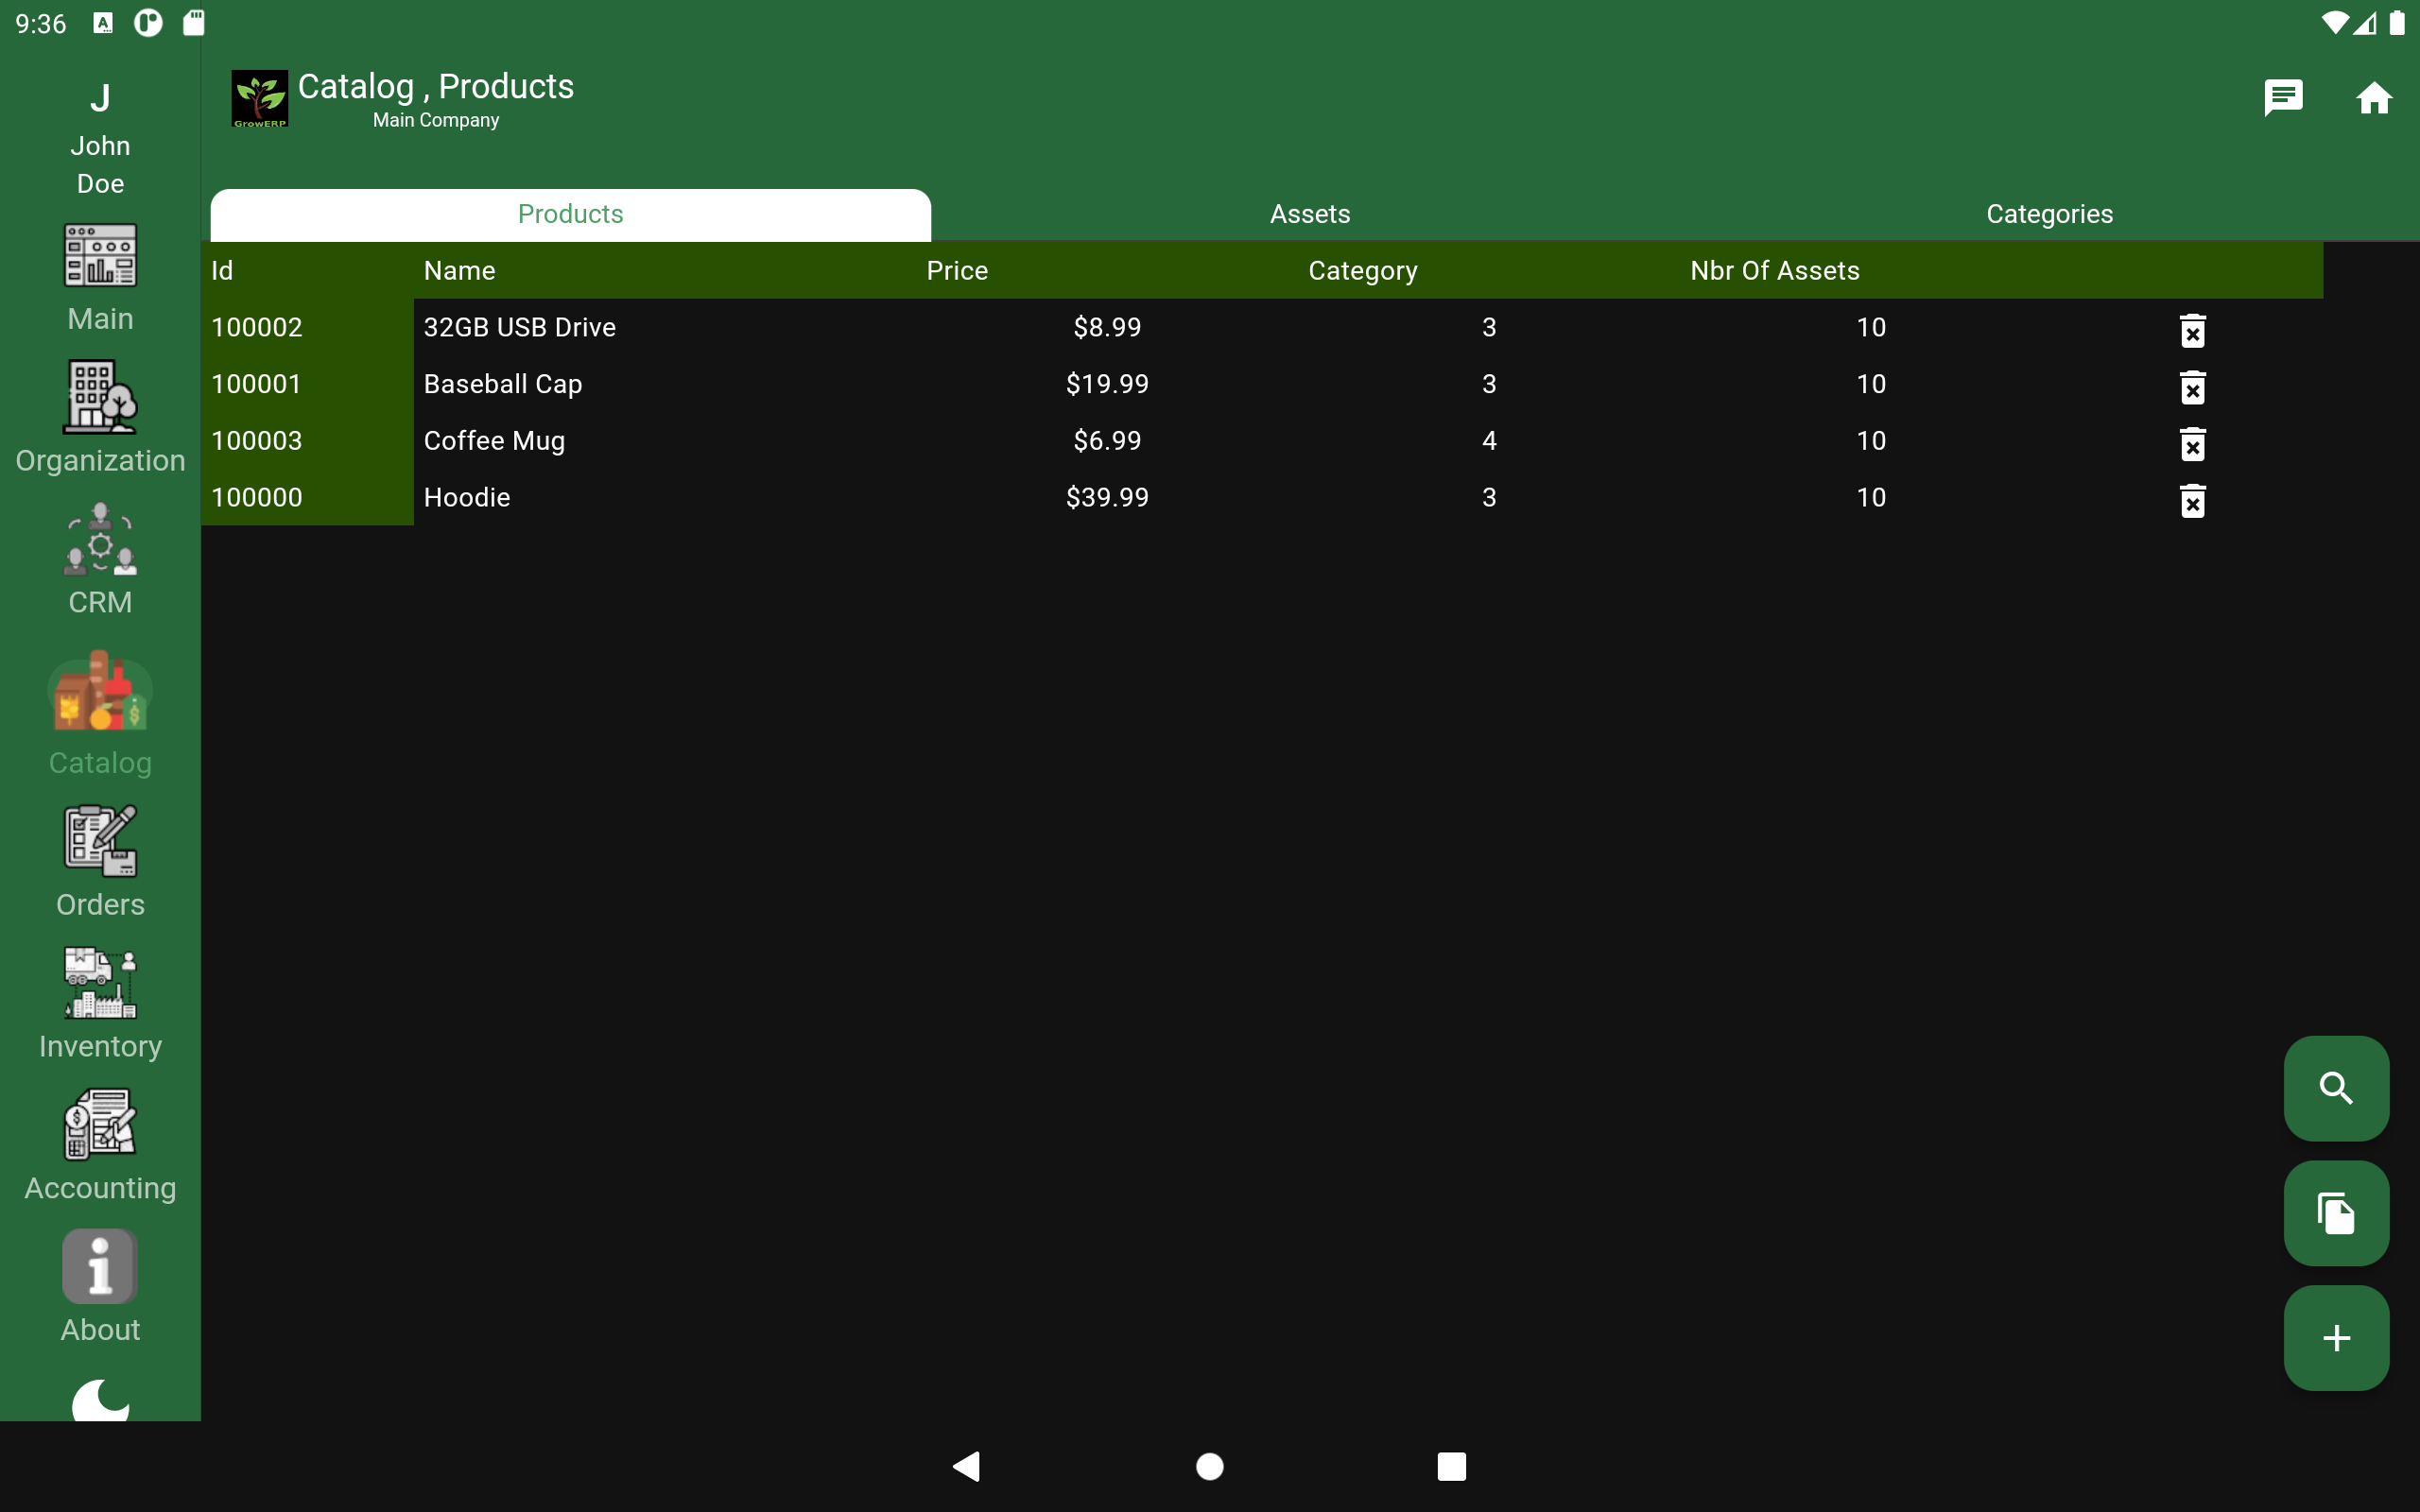 9:36
J
John
Doe
Main
Organization
CRM
Catalog
Orders
Inventory
Accounting
About
GrowERP
Catalog , Products
Main Company
Products Assets Categories
Id Name Price Category Nbr Of Assets
100002 32GB USB Drive $8.99 3 10
100001 Baseball Cap $19.99 3 10
100003 Coffee Mug $6.99 4 10
100000 Hoodie $39.99 3 10